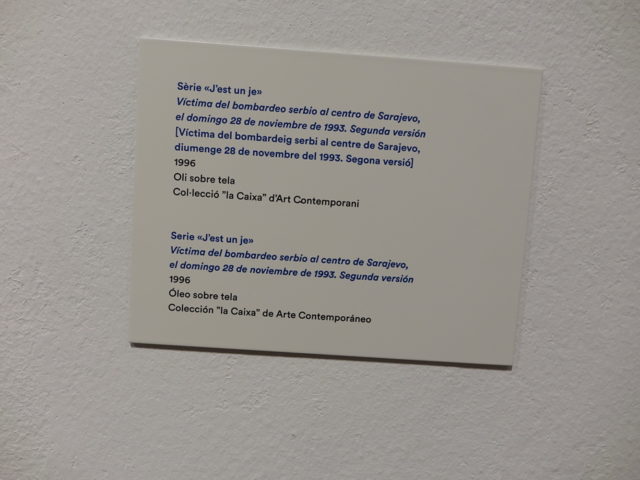 Sèrie «J'est un je»
Víctima del bombardeo serbio al centro de Sarajevo,
el domingo 28 de noviembre de 1993. Segunda versión
[Víctima del bombardeig serbi al centre de Sarajevo,
diumenge 28 de novembre del 1993. Segona versió]
1996
Oli sobre tela
Col·lecció "la Caixa" d'Art Contemporani
Serie «J'est un je»
Víctima del bombardeo serbio al centro de Sarajevo,
el domingo 28 de noviembre de 1993. Segunda versión
1996
Óleo sobre tela
Colección "la Caixa" de Arte Contemporáneo